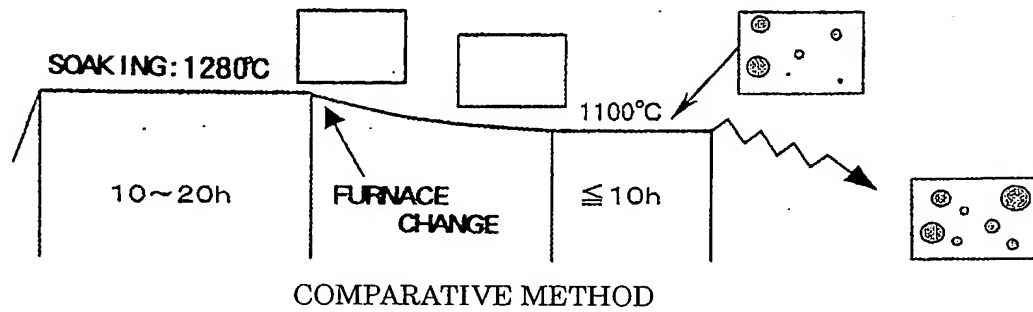 SOAKING: 1280°C
1100°C
10~20h
FURNACE
CHANGE
≦10h
COMPARATIVE METHOD